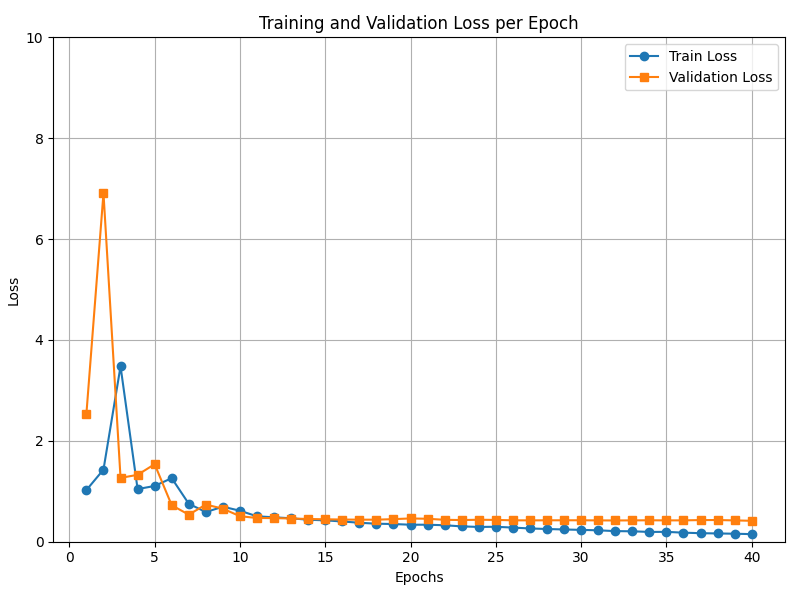 Training and Validation Loss per Epoch
Train Loss
Validation Loss
Loss
10
8
6
4
2
0
0 5 10 15 20 25 30 35 40
Epochs